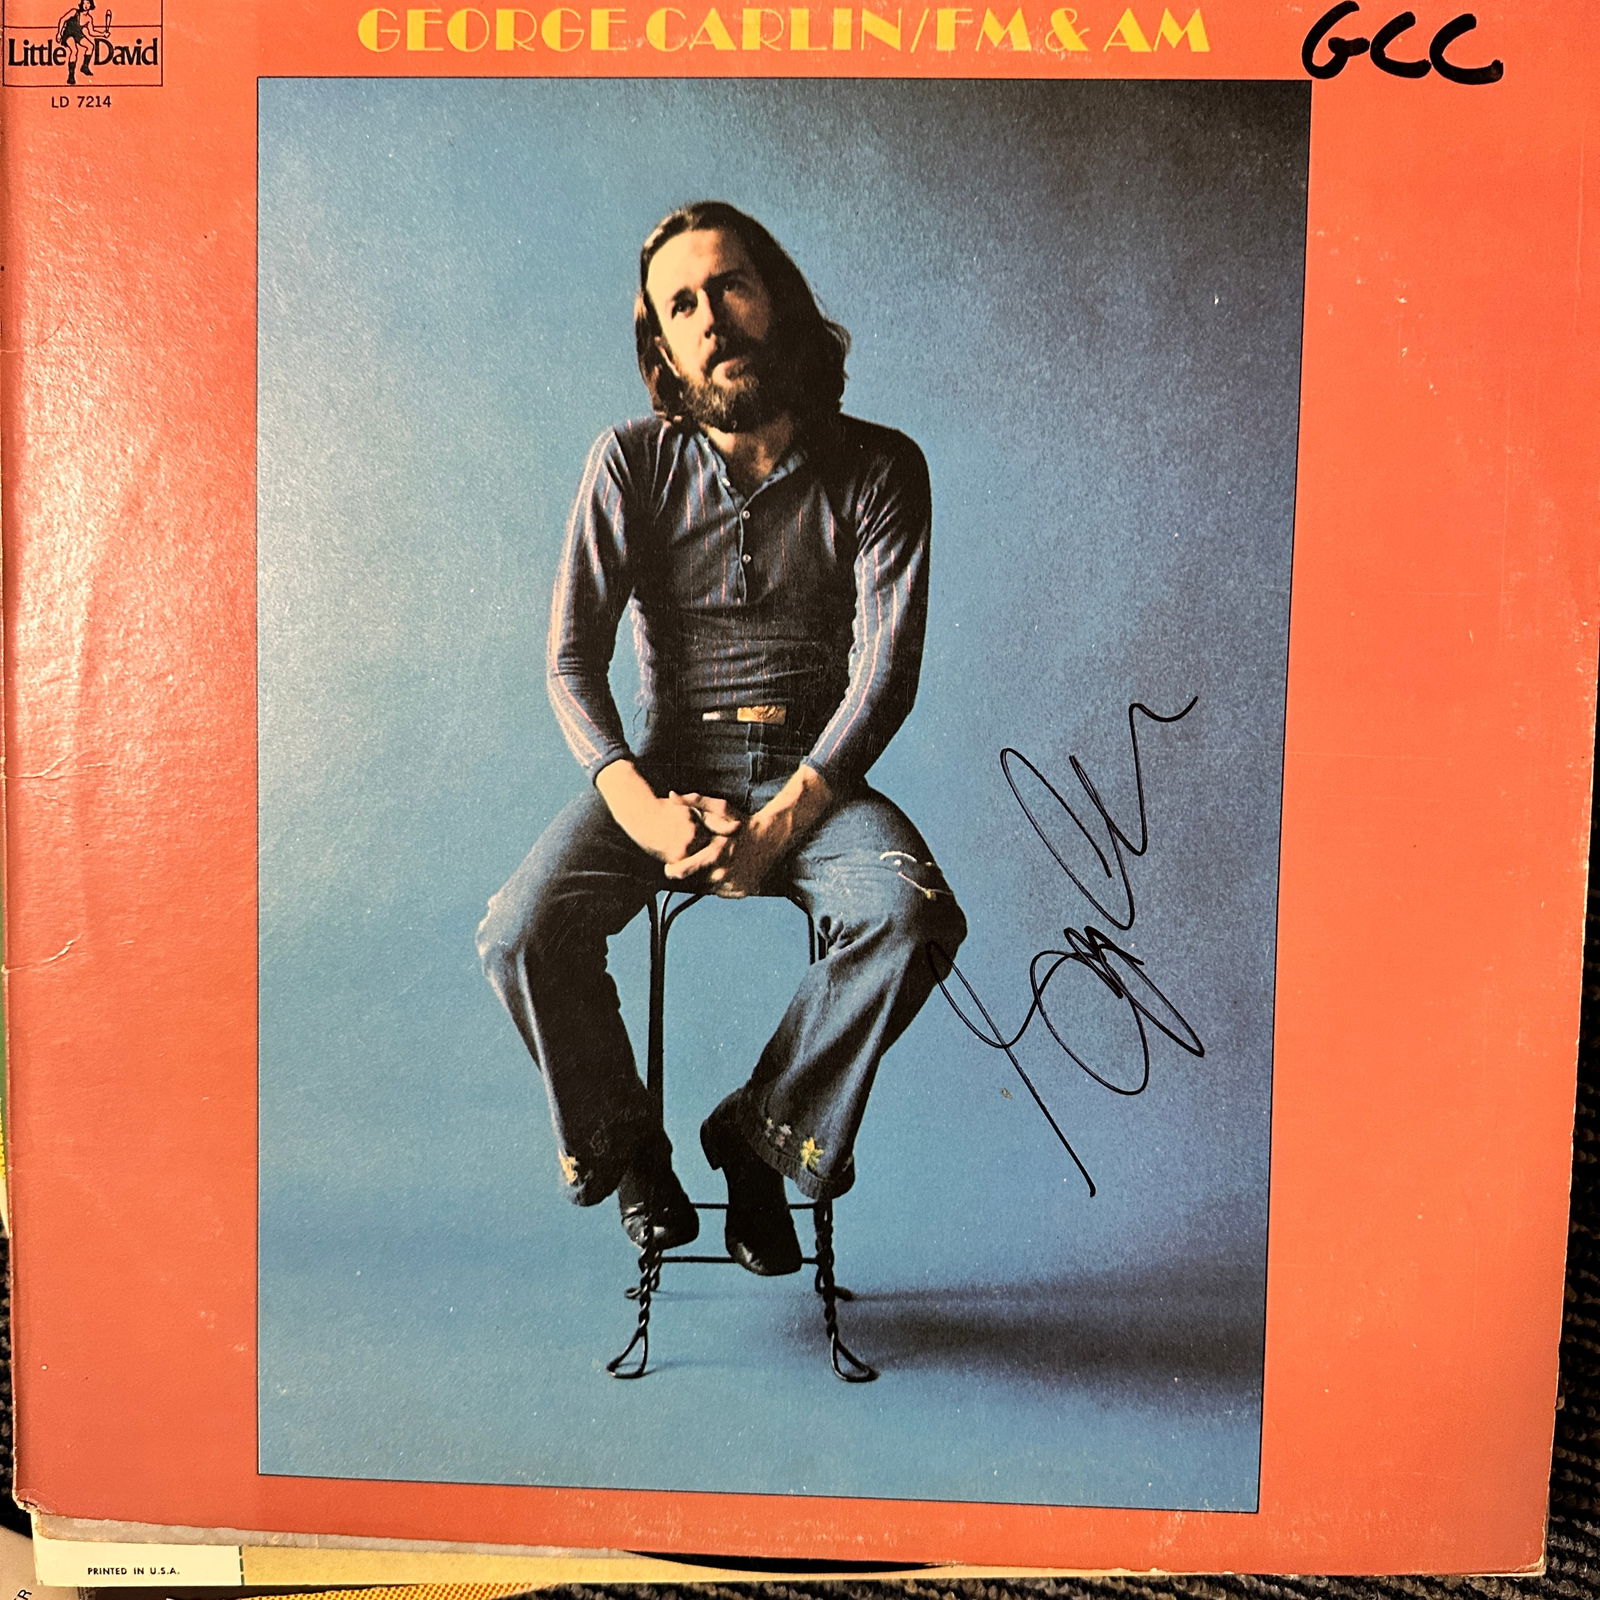 Little David
GEORGE CARLIN/FM & AM
GCC
LD 7214
PRINTED IN U.S.A.